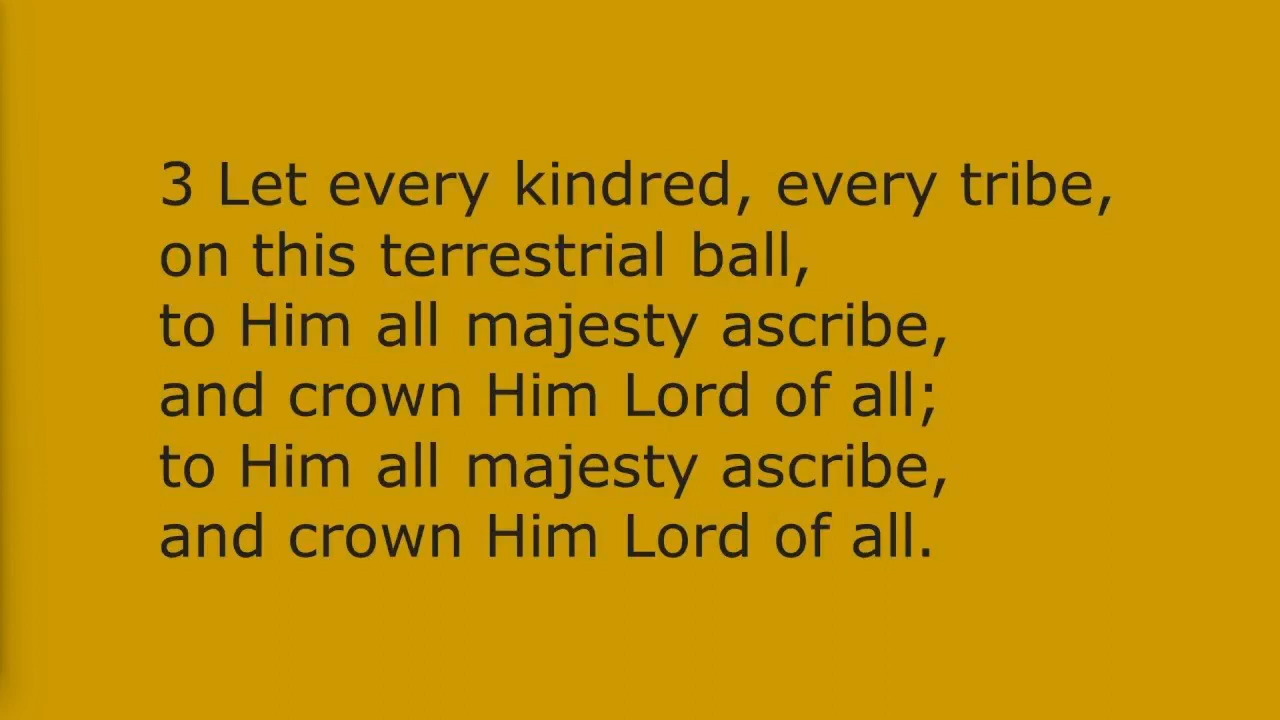 3 Let every kindred, every tribe,
on this terrestrial ball,
to Him all majesty ascribe,
and crown Him Lord of all;
to Him all majesty ascribe,
and crown Him Lord of all.